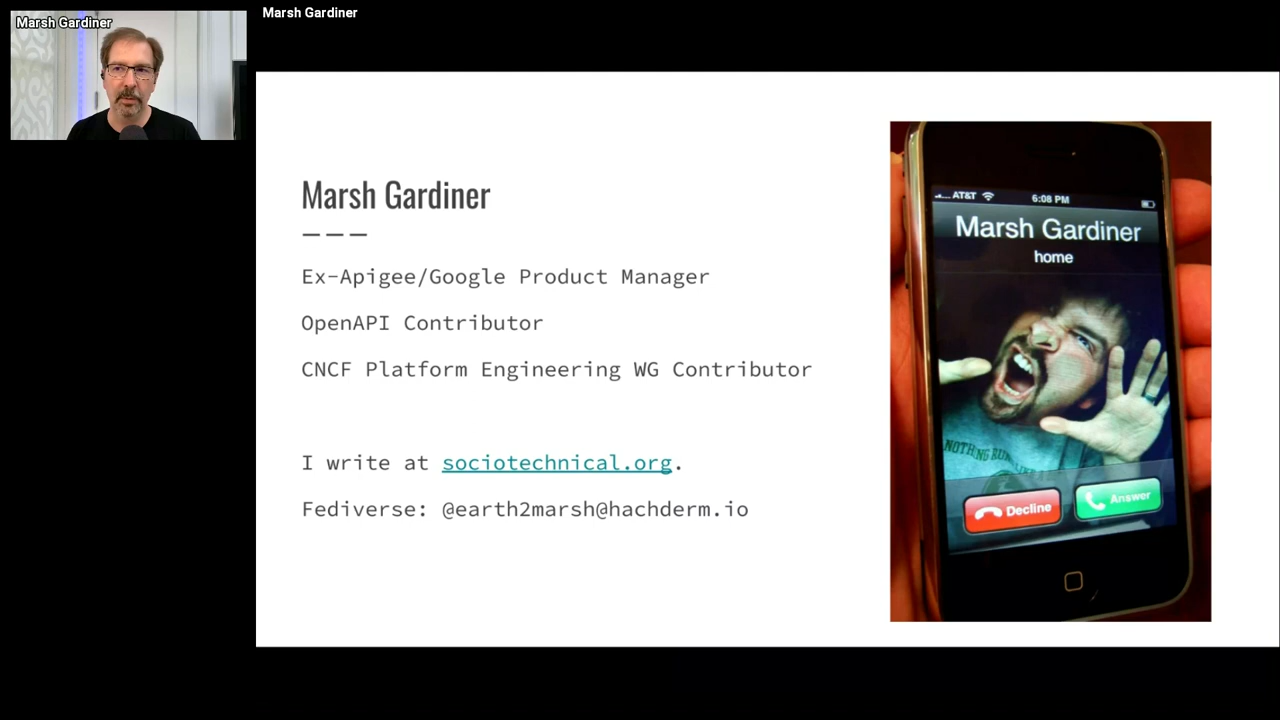 Marsh Gardiner
Marsh Gardiner
Marsh Gardiner
Ex-Apigee/Google Product Manager
OpenAPI Contributor
CNCF Platform Engineering WG Contributor
I write at sociotechnical.org.
Fediverse: @earth2marsh@hachderm.io
AT&T 6:08 PM
Marsh Gardiner
home
NOTHING
Decline
Answer